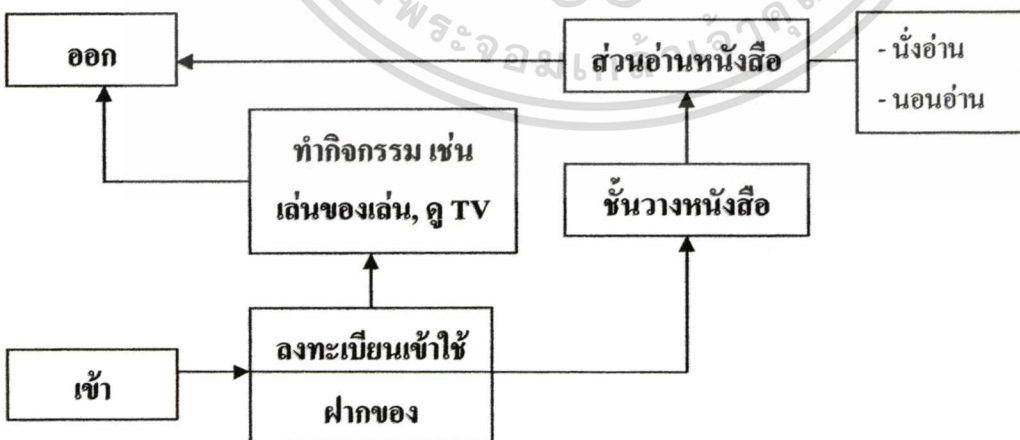 ออก
ส่วนอ่านหนังสือ
- นั่งอ่าน
- นอนอ่าน
ทำกิจกรรม เช่น
เล่นของเล่น, ดู TV
ชั้นวางหนังสือ
ลงทะเบียนเข้าใช้
เข้า
ฝากของ